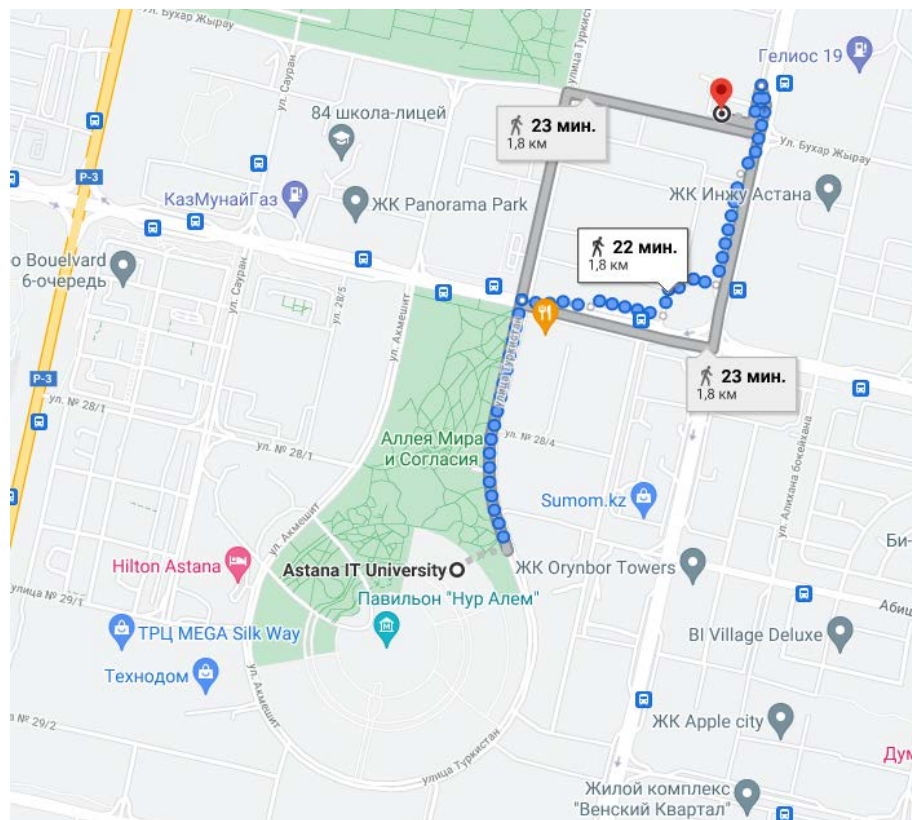 ул. Бухар Жырау
улица Туркистан
Гелиос 19
ул. Сауран
84 школа-лицей
23 мин.
1,8 км
Ул. Бухар Жырау
P-3
КазМунайГаз
ЖК Panorama Park
ЖК Инжу Астана
о Bouelvard
6-очередь
22 мин.
1,8 км
ул. Сауран
ул. 28/5
ул. Акмешит
улица Туркистан
P-3
23 мин.
1,8 км
ул. № 28/1
ул. № 28/1
Аллея Мира
и Согласия
ул. № 28/4
ул. Алихана бокейхана
Sumom.kz
ул. Акмешит
Би-
Hilton Astana
Astana IT University
ЖК Orynbor Towers
улица № 29/1
Павильон "Нур Алем"
Абиш
ТРЦ MEGA Silk Way
BI Village Deluxe
Технодом
ул. Акмешит
а № 29/2
ЖК Apple city
улица Туркистан
Дум
Жилой комплекс
"Венский Квартал"